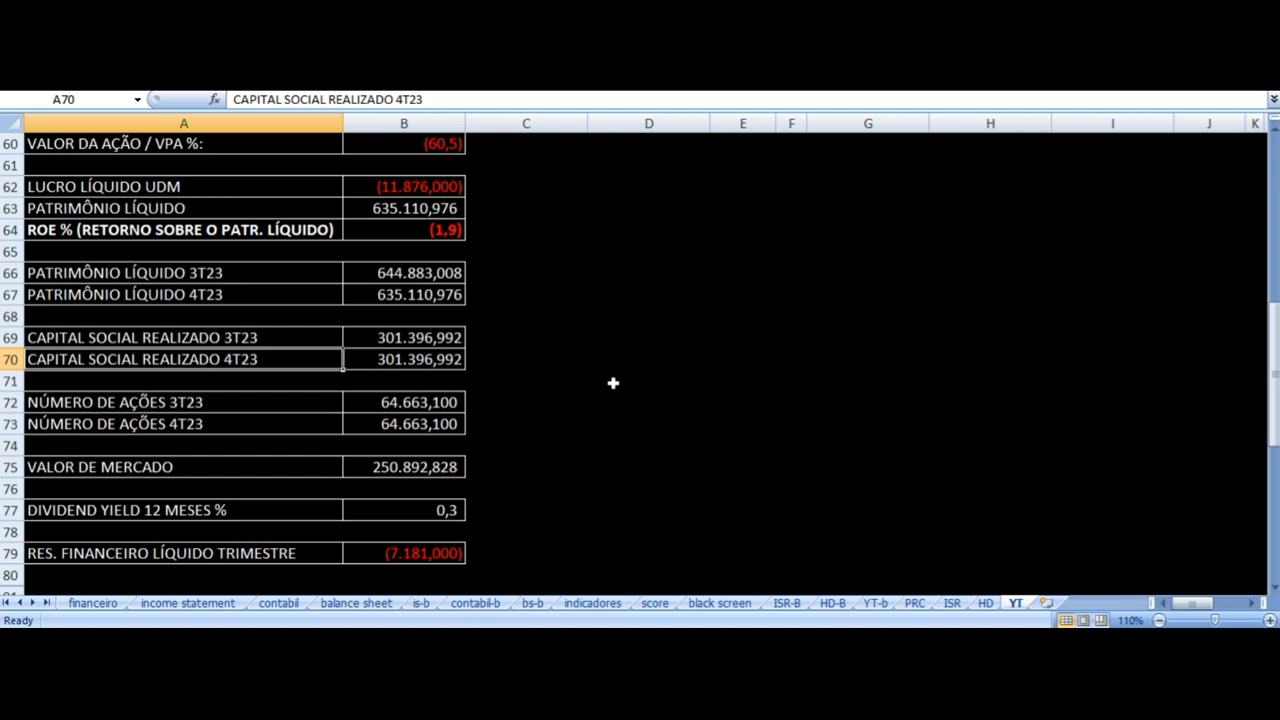 A70 fx CAPITAL SOCIAL REALIZADO 4T23
A B C D E F G H I J K
60 VALOR DA AÇÃO / VPA %: (60,5)
61
62 LUCRO LÍQUIDO UDM (11.876,000)
63 PATRIMÔNIO LÍQUIDO 635.110,976
64 ROE % (RETORNO SOBRE O PATR. LÍQUIDO) (1,9)
65
66 PATRIMÔNIO LÍQUIDO 3T23 644.883,008
67 PATRIMÔNIO LÍQUIDO 4T23 635.110,976
68
69 CAPITAL SOCIAL REALIZADO 3T23 301.396,992
70 CAPITAL SOCIAL REALIZADO 4T23 301.396,992
71
72 NÚMERO DE AÇÕES 3T23 64.663,100
73 NÚMERO DE AÇÕES 4T23 64.663,100
74
75 VALOR DE MERCADO 250.892,828
76
77 DIVIDEND YIELD 12 MESES % 0,3
78
79 RES. FINANCEIRO LÍQUIDO TRIMESTRE (7.181,000)
80
financeiro income statement contabil balance sheet is-b contabil-b bs-b indicadores score black screen ISR-B HD-B YT-b PRC ISR HD YT
Ready 110%